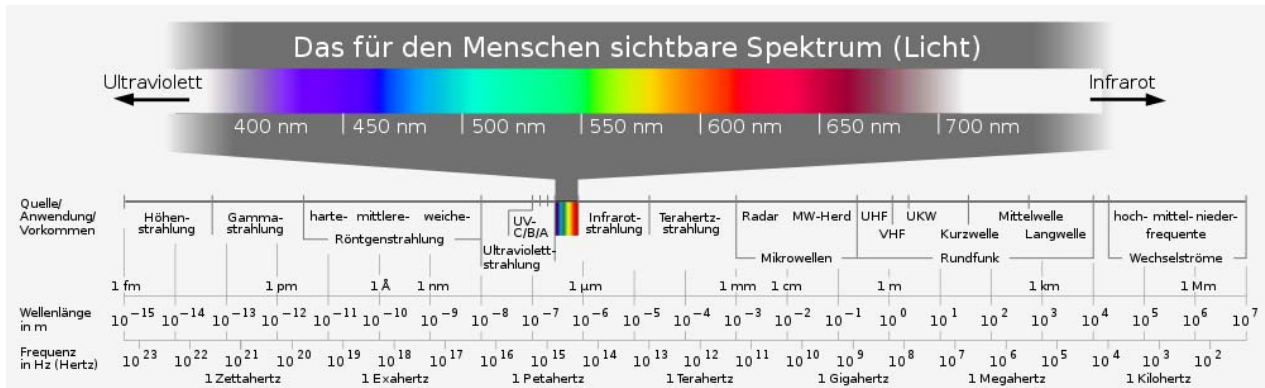 Das für den Menschen sichtbare Spektrum (Licht)
Ultraviolett
Infrarot
400 nm
450 nm
500 nm
550 nm
600 nm
650 nm
700 nm
Quelle/
Anwendung/
Vorkommen
Höhen-
strahlung
Gamma-
strahlung
harte- mittlere- weiche-
Röntgenstrahlung
UV-
C/B/A
Ultraviolett-
strahlung
Infrarot-
strahlung
Terahertz-
strahlung
Radar MW-Herd
Mikrowellen
UHF UKW Mittelwelle
VHF Kurzwelle Langwelle
Rundfunk
hoch- mittel- nieder-
frequente
Wechselströme
1 fm 1 pm 1 Å 1 nm 1 µm 1 mm 1 cm 1 m 1 km 1 Mm
Wellenlänge
in m
10⁻¹⁵ 10⁻¹⁴ 10⁻¹³ 10⁻¹² 10⁻¹¹ 10⁻¹⁰ 10⁻⁹ 10⁻⁸ 10⁻⁷ 10⁻⁶ 10⁻⁵ 10⁻⁴ 10⁻³ 10⁻² 10⁻¹ 10⁰ 10¹ 10² 10³ 10⁴ 10⁵ 10⁶ 10⁷
Frequenz
in Hz (Hertz)
10²³ 10²² 10²¹ 10²⁰ 10¹⁹ 10¹⁸ 10¹⁷ 10¹⁶ 10¹⁵ 10¹⁴ 10¹³ 10¹² 10¹¹ 10¹⁰ 10⁹ 10⁸ 10⁷ 10⁶ 10⁵ 10⁴ 10³ 10²
1 Zettahertz 1 Exahertz 1 Petahertz 1 Terahertz 1 Gigahertz 1 Megahertz 1 Kilohertz